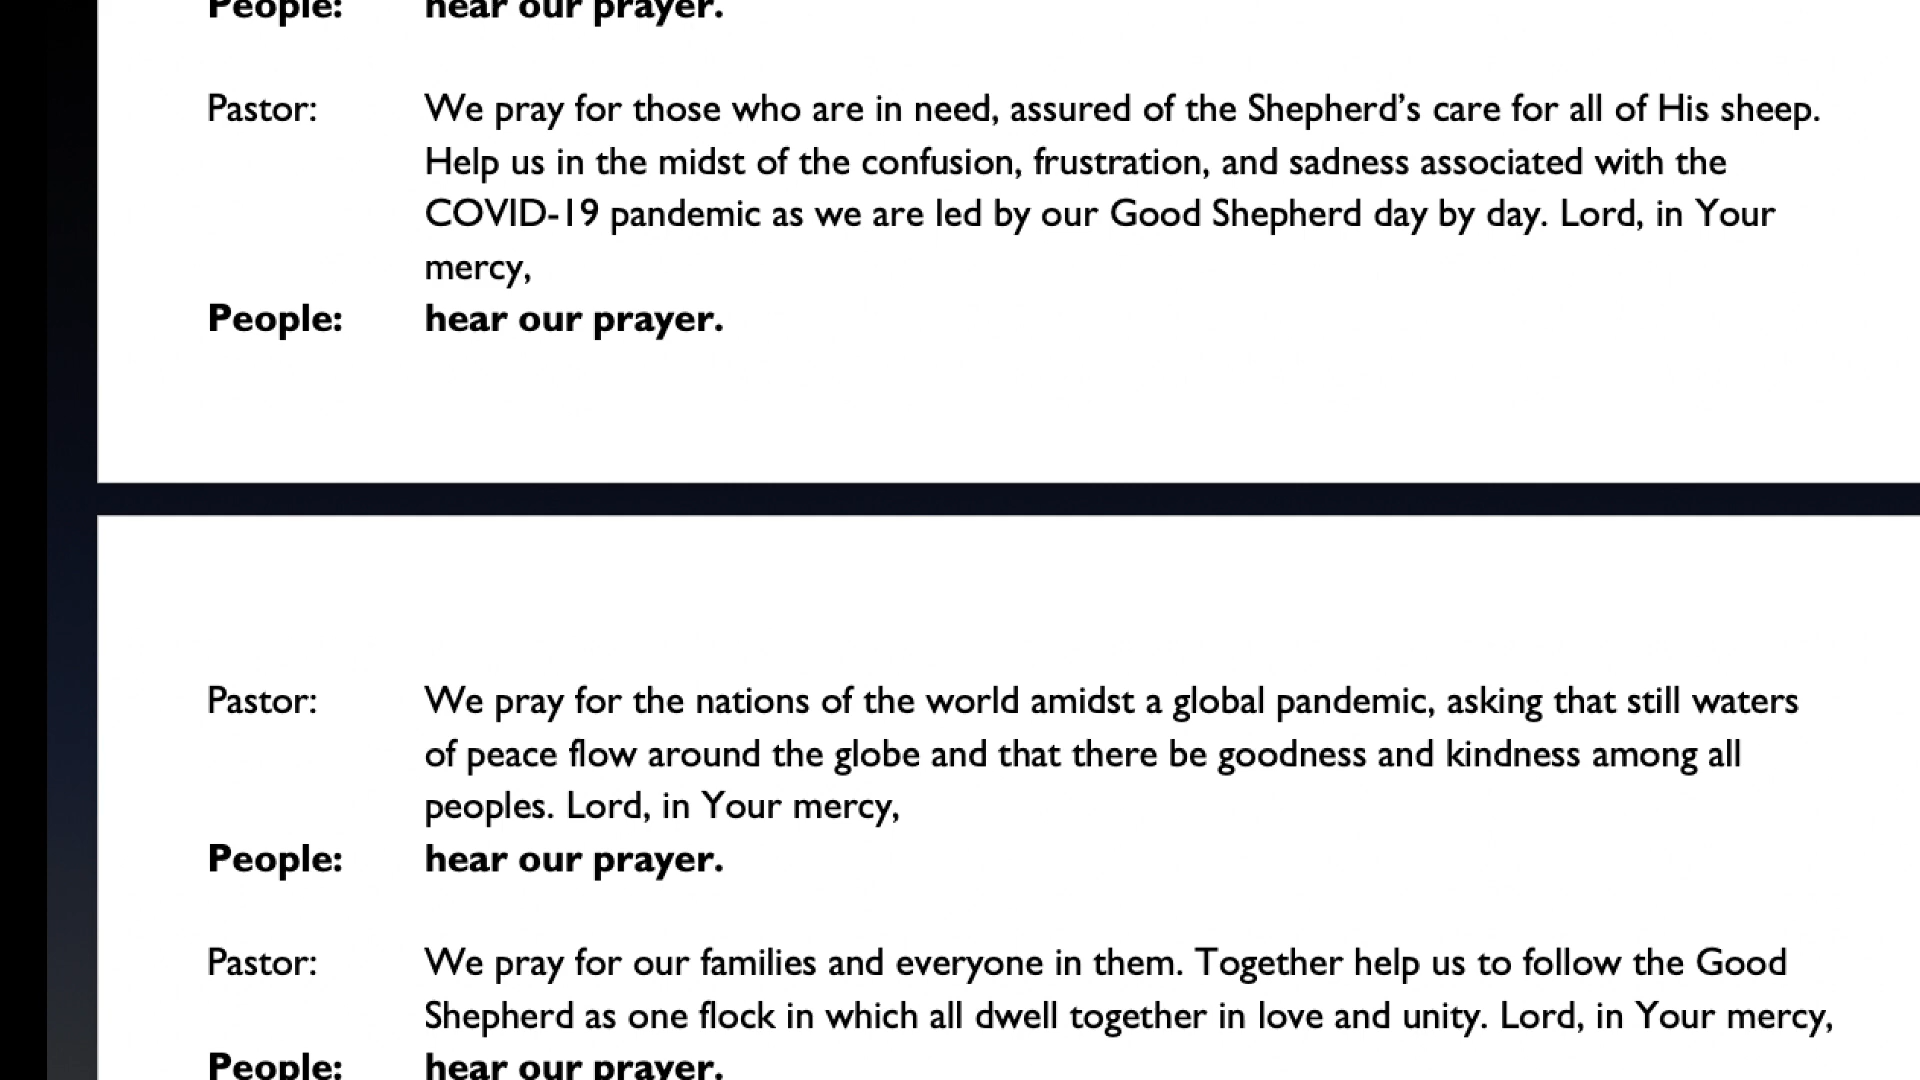 People: hear our prayer.
Pastor: We pray for those who are in need, assured of the Shepherd’s care for all of His sheep.
Help us in the midst of the confusion, frustration, and sadness associated with the
COVID-19 pandemic as we are led by our Good Shepherd day by day. Lord, in Your
mercy,
People: hear our prayer.
Pastor: We pray for the nations of the world amidst a global pandemic, asking that still waters
of peace flow around the globe and that there be goodness and kindness among all
peoples. Lord, in Your mercy,
People: hear our prayer.
Pastor: We pray for our families and everyone in them. Together help us to follow the Good
Shepherd as one flock in which all dwell together in love and unity. Lord, in Your mercy,
People: hear our prayer.